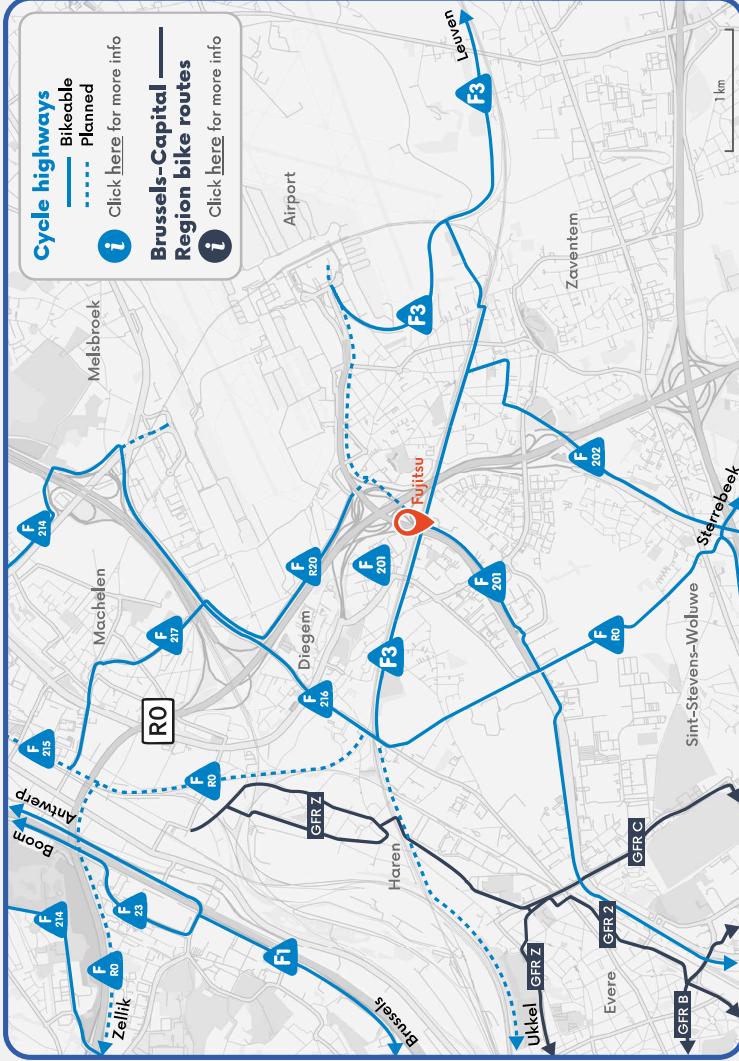 Cycle highways
Bikeable
Planned
i Click here for more info
Brussels-Capital
Region bike routes
i Click here for more info
Leuven
F3
1 km
Airport
Zaventem
Melsbroek
F3
F
214
Fujitsu
F
202
Sterrebeek
Machelen
F
217
F
R20
F
201
F
201
Diegem
F3
F
R0
F
216
R0
Sint-Stevens-Woluwe
F
215
F
R0
Antwerp
Boom
GFR Z
Haren
GFR C
F
214
F
23
F
R0
F1
GFR 2
GFR Z
Zellik
Brussels
Ukkel
Evere
GFR B